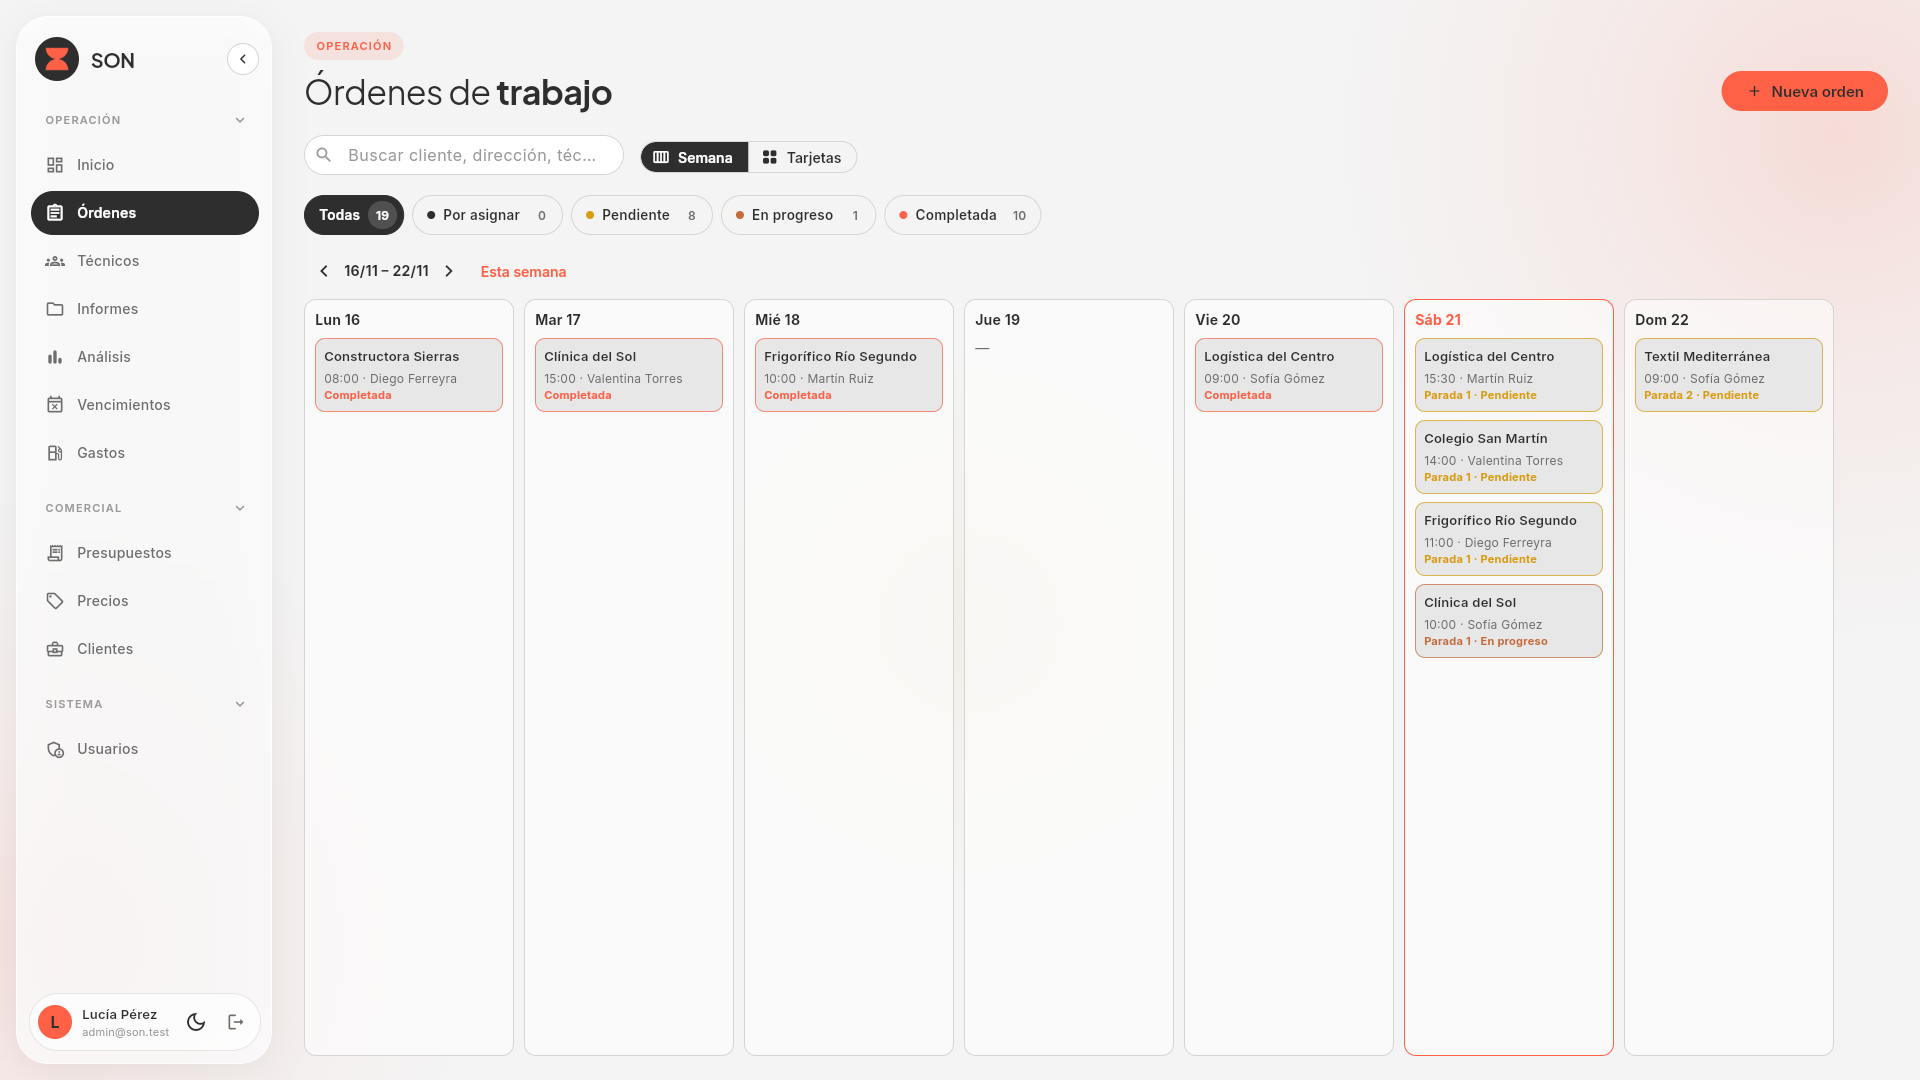 SON
OPERACIÓN
Inicio
Órdenes
Técnicos
Informes
Análisis
Vencimientos
Gastos
COMERCIAL
Presupuestos
Precios
Clientes
SISTEMA
Usuarios
L
Lucía Pérez
admin@son.test
OPERACIÓN
Órdenes de trabajo
+ Nueva orden
Buscar cliente, dirección, téc...
Semana
Tarjetas
Todas 19
Por asignar 0
Pendiente 8
En progreso 1
Completada 10
16/11 – 22/11
Esta semana
Lun 16
Constructora Sierras
08:00 · Diego Ferreyra
Completada
Mar 17
Clínica del Sol
15:00 · Valentina Torres
Completada
Mié 18
Frigorífico Río Segundo
10:00 · Martín Ruiz
Completada
Jue 19
—
Vie 20
Logística del Centro
09:00 · Sofía Gómez
Completada
Sáb 21
Logística del Centro
15:30 · Martín Ruiz
Parada 1 · Pendiente
Colegio San Martín
14:00 · Valentina Torres
Parada 1 · Pendiente
Frigorífico Río Segundo
11:00 · Diego Ferreyra
Parada 1 · Pendiente
Clínica del Sol
10:00 · Sofía Gómez
Parada 1 · En progreso
Dom 22
Textil Mediterránea
09:00 · Sofía Gómez
Parada 2 · Pendiente